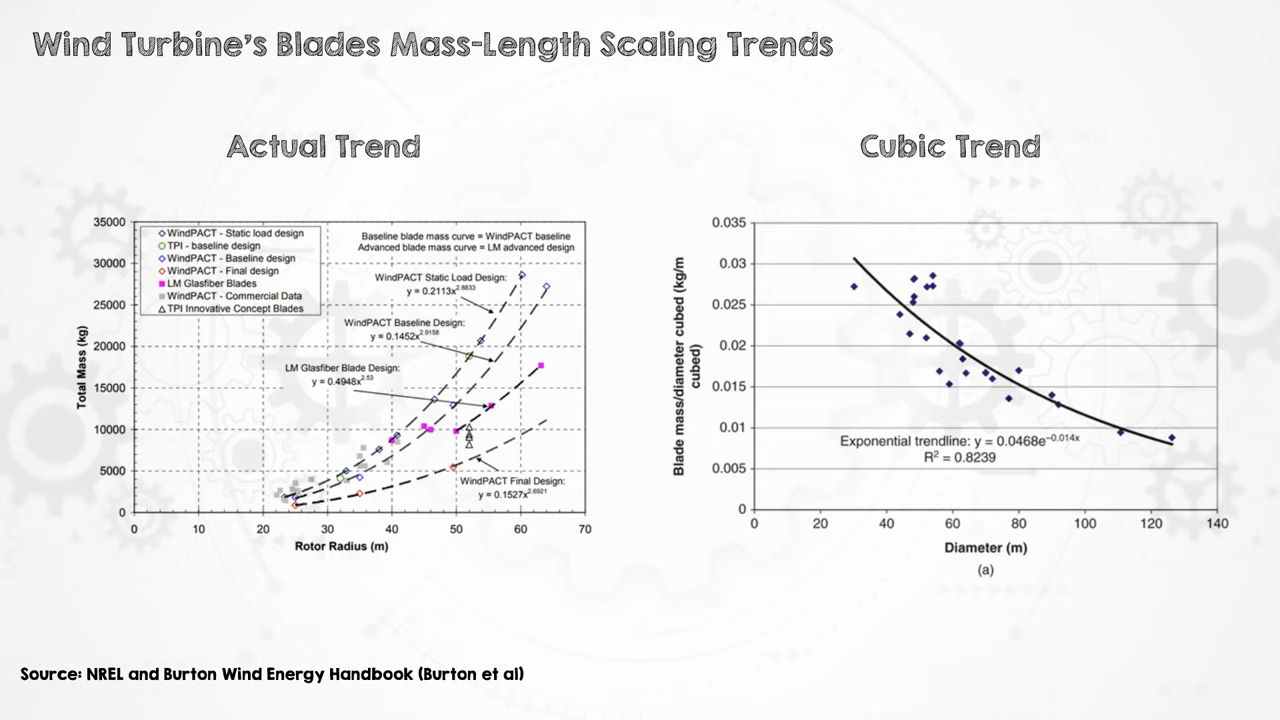 Wind Turbine's Blades Mass-Length Scaling Trends
Actual Trend
Cubic Trend
35000
30000
25000
20000
15000
10000
5000
0
Total Mass (kg)
WindPACT - Static load design
TPI - baseline design
WindPACT - Baseline design
WindPACT - Final design
LM Glasfiber Blades
WindPACT - Commercial Data
TPI Innovative Concept Blades
Baseline blade mass curve = WindPACT baseline
Advanced blade mass curve = LM advanced design
WindPACT Static Load Design:
y = 0.2113x^2.8833
WindPACT Baseline Design:
y = 0.1452x^2.9158
LM Glasfiber Blade Design:
y = 0.4948x^2.53
WindPACT Final Design:
y = 0.1527x^2.6921
0 10 20 30 40 50 60 70
Rotor Radius (m)
0.035
0.03
0.025
0.02
0.015
0.01
0.005
0
Blade mass/diameter cubed (kg/m
cubed)
Exponential trendline: y = 0.0468e^−0.014x
R² = 0.8239
0 20 40 60 80 100 120 140
Diameter (m)
(a)
Source: NREL and Burton Wind Energy Handbook (Burton et al)